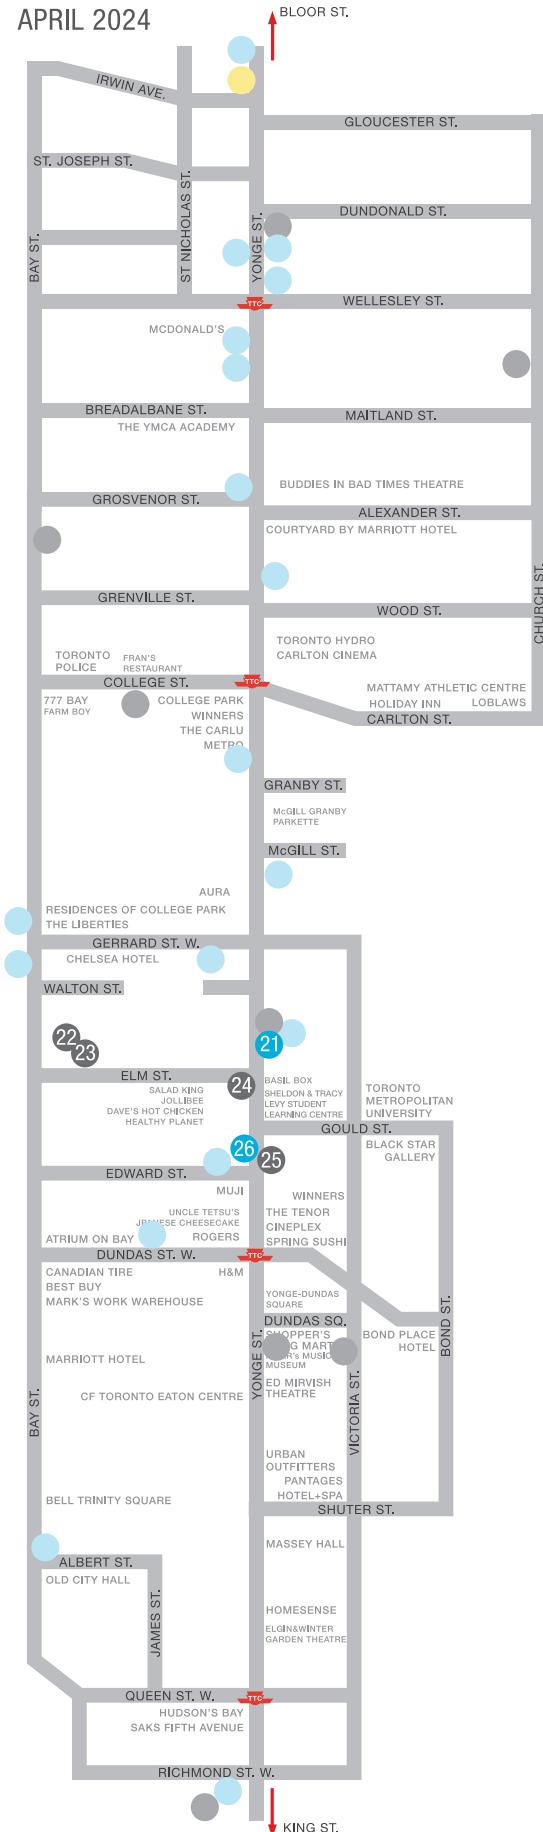 APRIL 2024
BLOOR ST.
IRWIN AVE.
GLOUCESTER ST.
ST. JOSEPH ST.
ST NICHOLAS ST.
DUNDONALD ST.
BAY ST.
YONGE ST.
TTC
WELLESLEY ST.
MCDONALD'S
BREADALBANE ST.
MAITLAND ST.
THE YMCA ACADEMY
BUDDIES IN BAD TIMES THEATRE
GROSVENOR ST.
ALEXANDER ST.
COURTYARD BY MARRIOTT HOTEL
CHURCH ST.
GRENVILLE ST.
WOOD ST.
TORONTO HYDRO
CARLTON CINEMA
TORONTO
POLICE
FRAN'S
RESTAURANT
COLLEGE ST.
TTC
MATTAMY ATHLETIC CENTRE
HOLIDAY INN
LOBLAWS
CARLTON ST.
777 BAY
FARM BOY
COLLEGE PARK
WINNERS
THE CARLU
METRO
GRANBY ST.
McGILL GRANBY
PARKETTE
McGILL ST.
AURA
RESIDENCES OF COLLEGE PARK
THE LIBERTIES
GERRARD ST. W.
CHELSEA HOTEL
WALTON ST.
22
23
21
ELM ST.
24
BASIL BOX
SHELDON & TRACY
LEVY STUDENT
LEARNING CENTRE
SALAD KING
JOLLIBEE
DAVE'S HOT CHICKEN
HEALTHY PLANET
TORONTO
METROPOLITAN
UNIVERSITY
GOULD ST.
BLACK STAR
GALLERY
26
25
EDWARD ST.
MUJI
WINNERS
UNCLE TETSU'S
JPANESE CHEESECAKE
ROGERS
THE TENOR
CINEPLEX
SPRING SUSHI
ATRIUM ON BAY
DUNDAS ST. W.
TTC
CANADIAN TIRE
BEST BUY
MARK'S WORK WAREHOUSE
H&M
YONGE-DUNDAS
SQUARE
DUNDAS SQ.
BOND ST.
BOND PLACE
HOTEL
SHOPPER'S
MART
MUSIC
MUSEUM
YONGE ST.
VICTORIA ST.
MARRIOTT HOTEL
ED MIRVISH
THEATRE
CF TORONTO EATON CENTRE
BAY ST.
URBAN
OUTFITTERS
PANTAGES
HOTEL+SPA
BELL TRINITY SQUARE
SHUTER ST.
MASSEY HALL
ALBERT ST.
OLD CITY HALL
JAMES ST.
HOMESENSE
ELGIN&WINTER
GARDEN THEATRE
QUEEN ST. W.
TTC
HUDSON'S BAY
SAKS FIFTH AVENUE
RICHMOND ST. W.
KING ST.